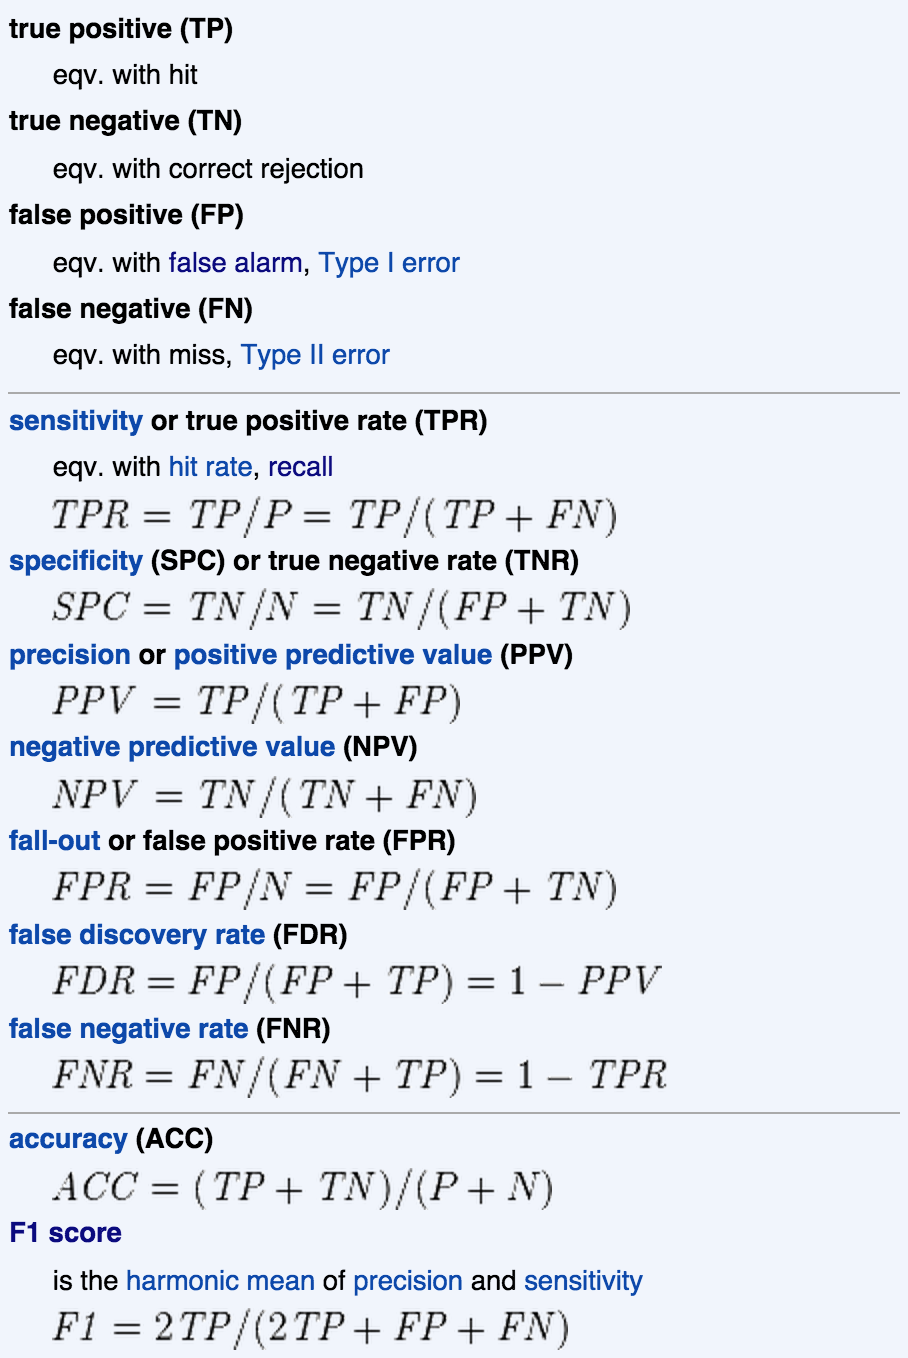 true positive (TP)
eqv. with hit
true negative (TN)
eqv. with correct rejection
false positive (FP)
eqv. with false alarm, Type I error
false negative (FN)
eqv. with miss, Type II error
sensitivity or true positive rate (TPR)
eqv. with hit rate, recall
TPR = TP/P = TP/(TP + FN)
specificity (SPC) or true negative rate (TNR)
SPC = TN/N = TN/(FP + TN)
precision or positive predictive value (PPV)
PPV = TP/(TP + FP)
negative predictive value (NPV)
NPV = TN/(TN + FN)
fall-out or false positive rate (FPR)
FPR = FP/N = FP/(FP + TN)
false discovery rate (FDR)
FDR = FP/(FP + TP) = 1 − PPV
false negative rate (FNR)
FNR = FN/(FN + TP) = 1 − TPR
accuracy (ACC)
ACC = (TP + TN)/(P + N)
F1 score
is the harmonic mean of precision and sensitivity
F1 = 2TP/(2TP + FP + FN)